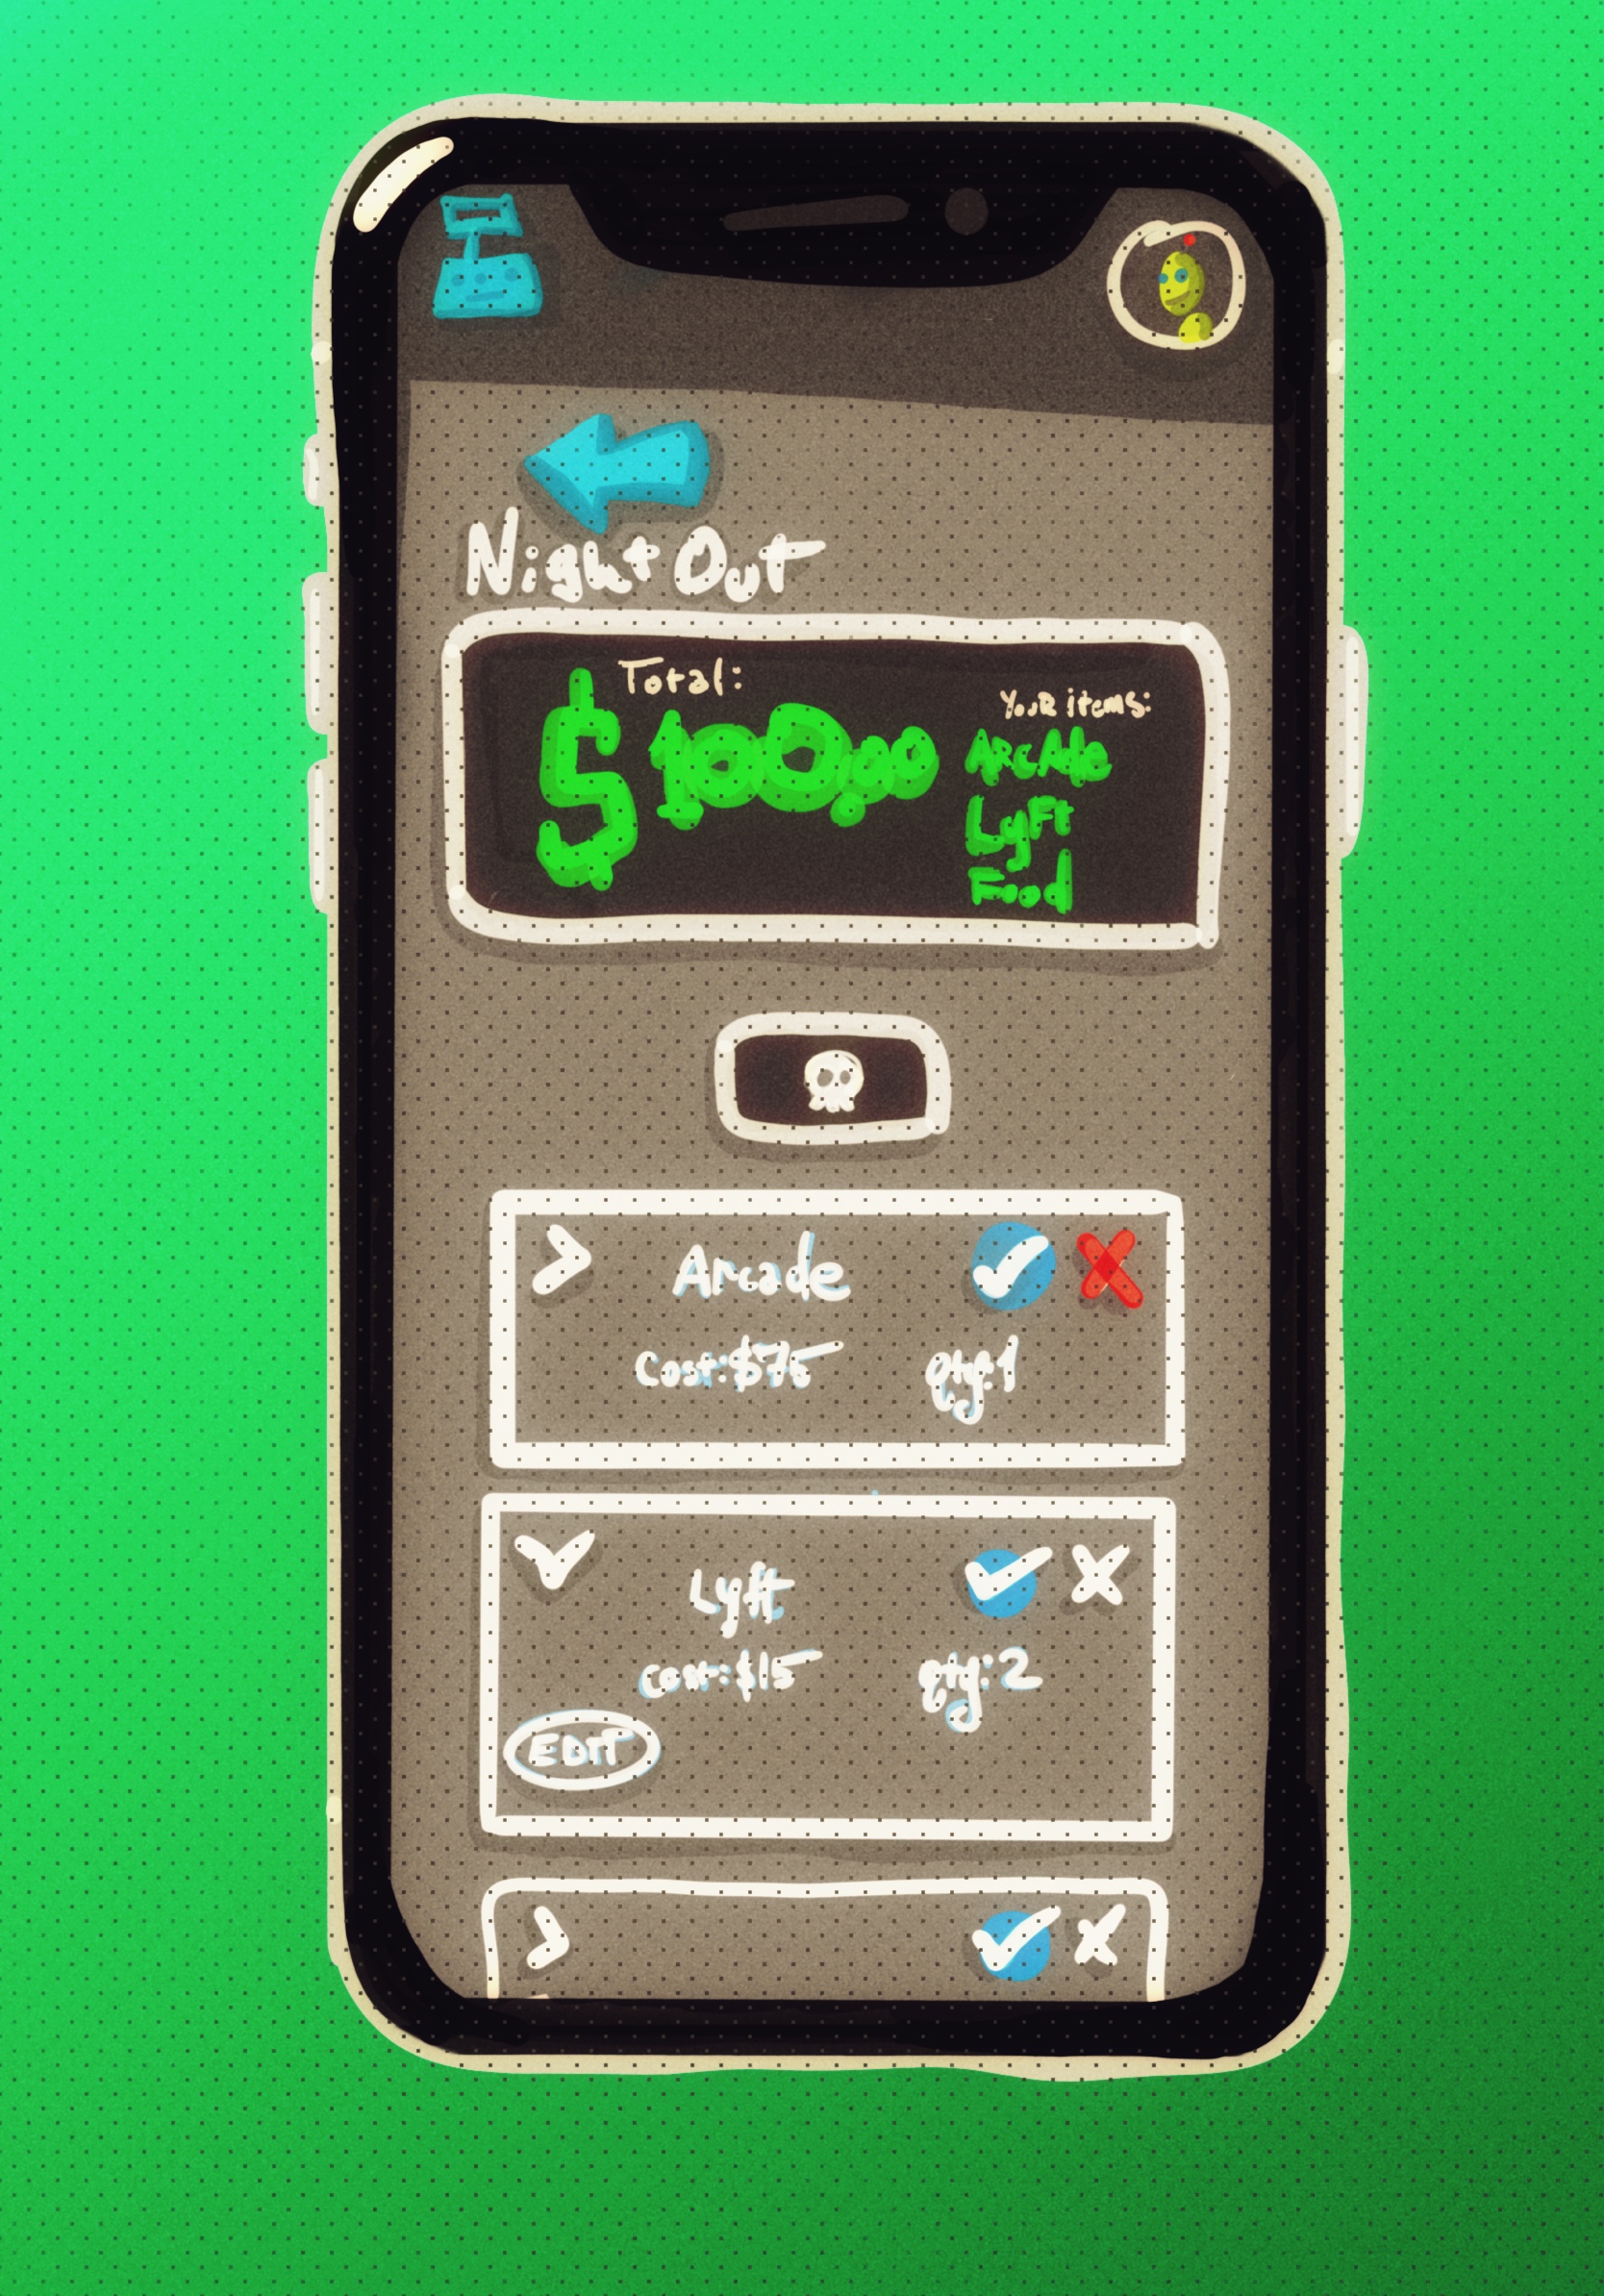 Night Out
Total:
$100.00
Your items:
Arcade
Lyft
Food
Arcade
Cost:$75
qty:1
Lyft
cost:$15
qty:2
EDIT